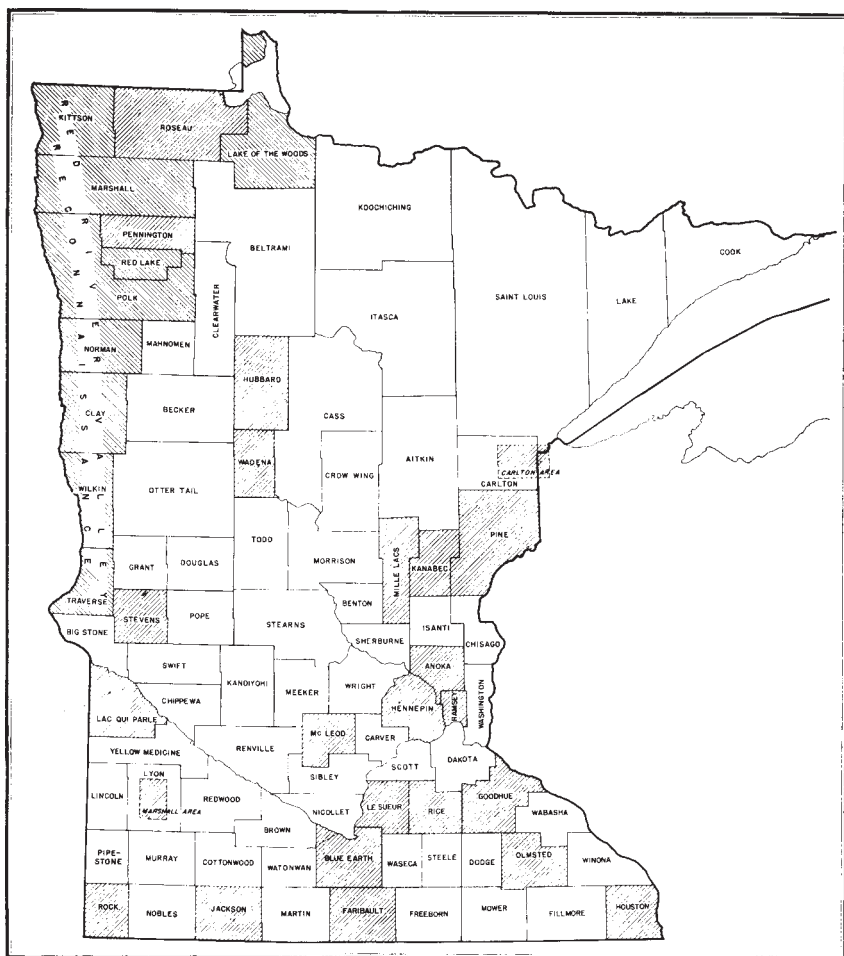 KITTSON
ROSEAU
LAKE OF THE WOODS
MARSHALL
KOOCHICHING
PENNINGTON
BELTRAMI
COOK
RED LAKE
SAINT LOUIS
LAKE
POLK
CLEARWATER
ITASCA
NORMAN
MAHNOMEN
HUBBARD
CLAY
BECKER
CASS
AITKIN
WADENA
CROW WING
CARLTON AREA
CARLTON
WILKIN
OTTER TAIL
PINE
TODD
MORRISON
MILLE LACS
KANABEC
GRANT
DOUGLAS
TRAVERSE
BENTON
STEVENS
POPE
STEARNS
ISANTI
BIG STONE
SHERBURNE
CHISAGO
SWIFT
ANOKA
KANDIYOHI
WRIGHT
MEEKER
WASHINGTON
CHIPPEWA
HENNEPIN
RAMSEY
LAC QUI PARLE
MC LEOD
CARVER
RENVILLE
YELLOW MEDICINE
DAKOTA
SCOTT
LYON
SIBLEY
LINCOLN
REDWOOD
GOODHUE
MARSHALL AREA
NICOLLET
LE SUEUR
RICE
WABASHA
BROWN
PIPE-
STONE
MURRAY
COTTONWOOD
WATONWAN
BLUE EARTH
WASECA
STEELE
DODGE
OLMSTED
WINONA
ROCK
NOBLES
JACKSON
MARTIN
FARIBAULT
FREEBORN
MOWER
FILLMORE
HOUSTON
RED RIVER VALLEY
RECONNAISSANCE